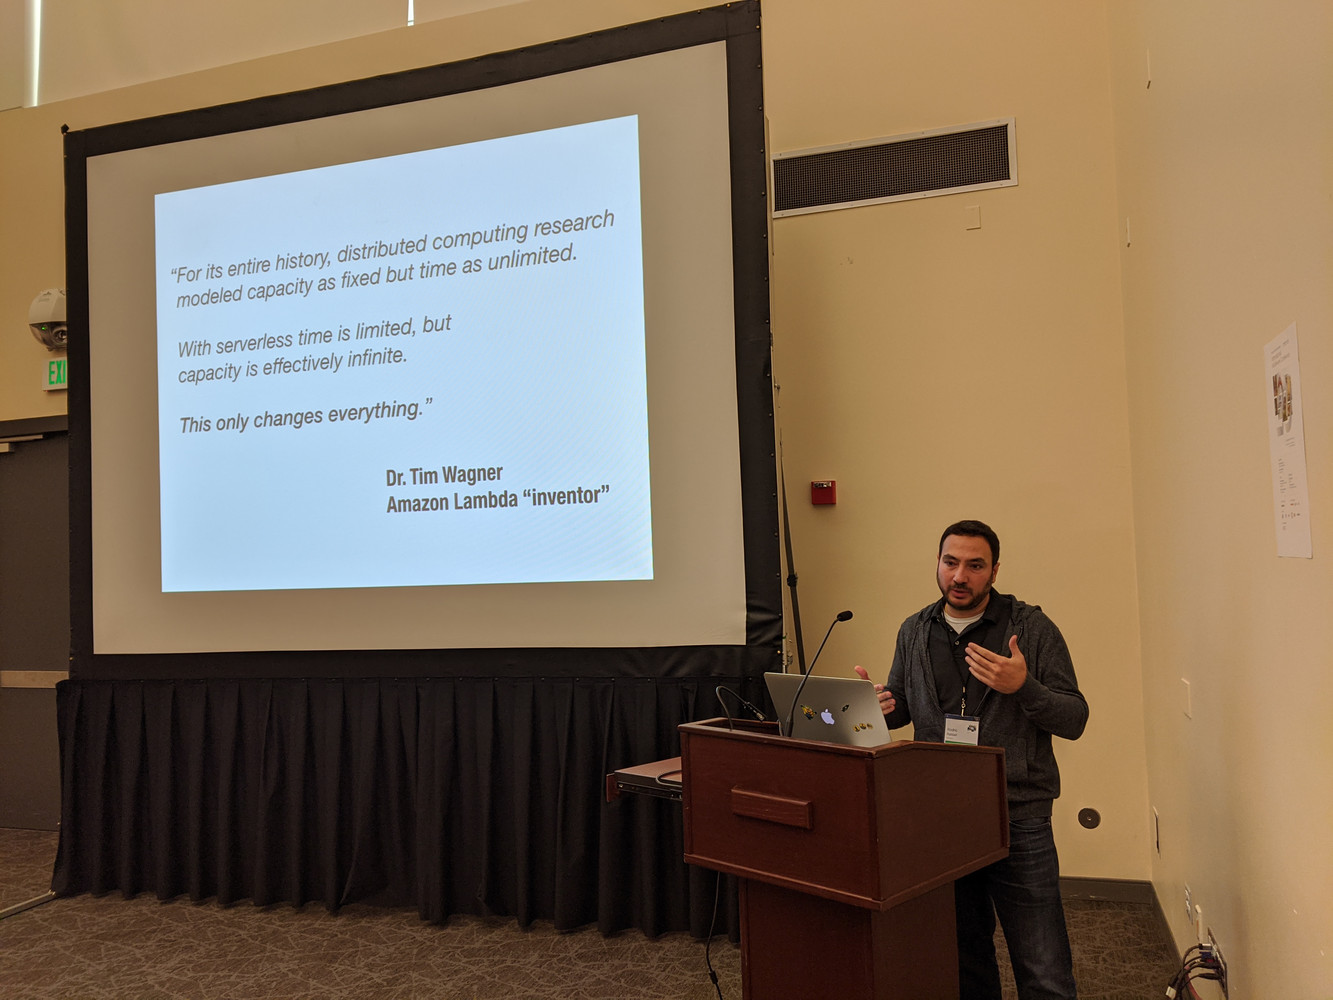 “For its entire history, distributed computing research
modeled capacity as fixed but time as unlimited.
With serverless time is limited, but
capacity is effectively infinite.
This only changes everything.”
Dr. Tim Wagner
Amazon Lambda “inventor”
EXI